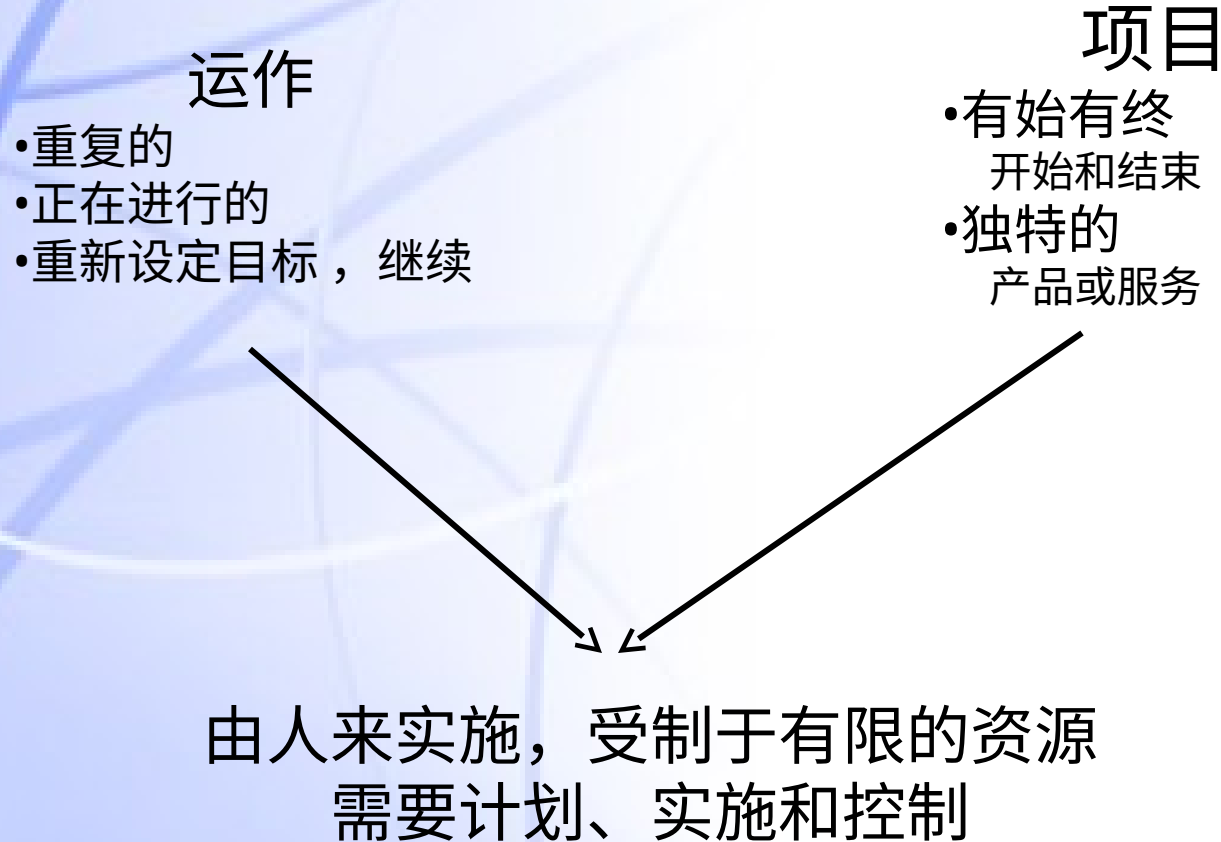 运作
•重复的
•正在进行的
•重新设定目标，继续
项目
•有始有终
开始和结束
•独特的
产品或服务
由人来实施，受制于有限的资源
需要计划、实施和控制